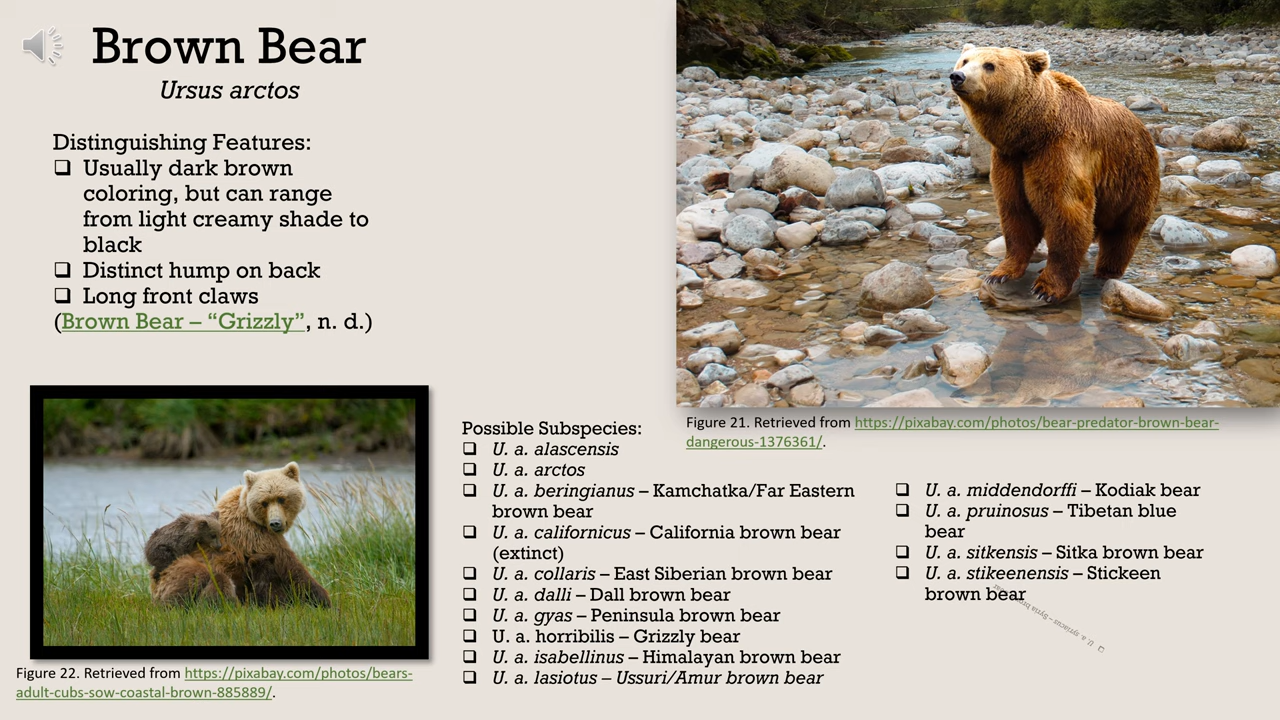 Brown Bear
Ursus arctos
Distinguishing Features:
❑ Usually dark brown
coloring, but can range
from light creamy shade to
black
❑ Distinct hump on back
❑ Long front claws
(Brown Bear – “Grizzly”, n. d.)
Figure 21. Retrieved from https://pixabay.com/photos/bear-predator-brown-bear-
dangerous-1376361/.
Figure 22. Retrieved from https://pixabay.com/photos/bears-
adult-cubs-sow-coastal-brown-885889/.
Possible Subspecies:
❑ U. a. alascensis
❑ U. a. arctos
❑ U. a. beringianus – Kamchatka/Far Eastern
brown bear
❑ U. a. californicus – California brown bear
(extinct)
❑ U. a. collaris – East Siberian brown bear
❑ U. a. dalli – Dall brown bear
❑ U. a. gyas – Peninsula brown bear
❑ U. a. horribilis – Grizzly bear
❑ U. a. isabellinus – Himalayan brown bear
❑ U. a. lasiotus – Ussuri/Amur brown bear
❑ U. a. middendorffi – Kodiak bear
❑ U. a. pruinosus – Tibetan blue
bear
❑ U. a. sitkensis – Sitka brown bear
❑ U. a. stikeenensis – Stickeen
brown bear
❑ U. a. syriacus – Syria